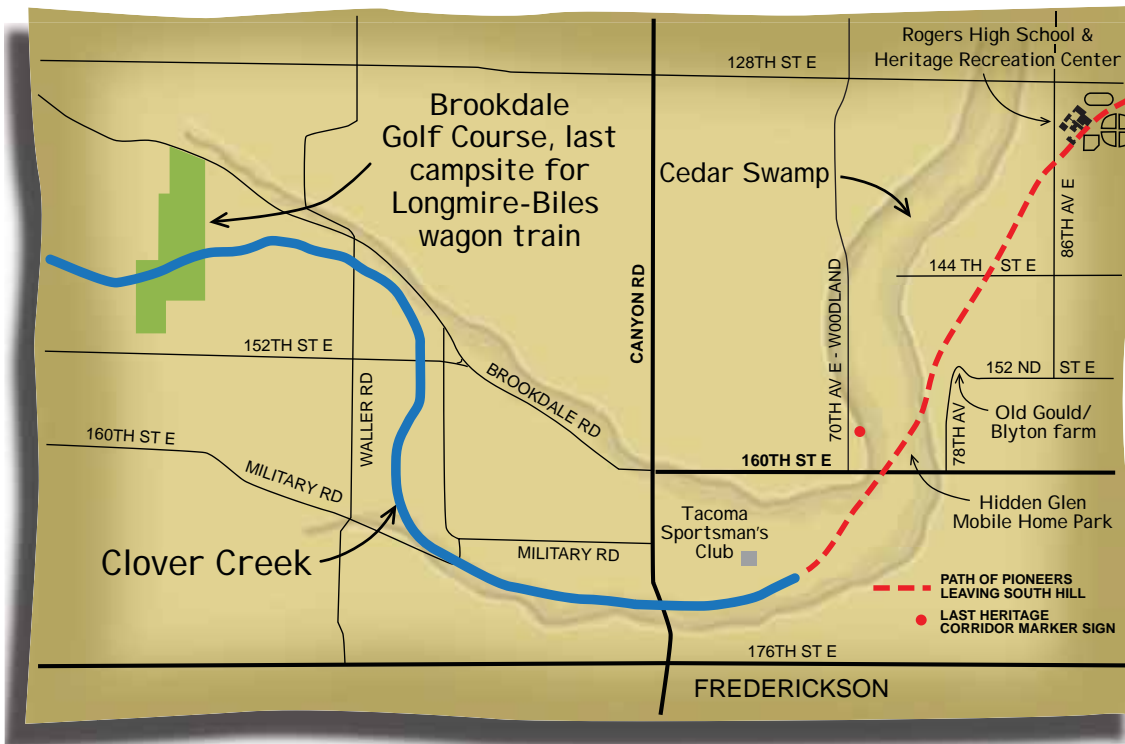 Rogers High School &
Heritage Recreation Center
128TH ST E
Brookdale
Golf Course, last
campsite for
Longmire-Biles
wagon train
Cedar Swamp
CANYON RD
70TH AV E - WOODLAND
86TH AV E
144 TH ST E
152TH ST E
WALLER RD
BROOKDALE RD
152 ND ST E
78TH AV
Old Gould/
Blyton farm
160TH ST E
MILITARY RD
160TH ST E
Hidden Glen
Mobile Home Park
Tacoma
Sportsman's
Club
Clover Creek
MILITARY RD
PATH OF PIONEERS
LEAVING SOUTH HILL
LAST HERITAGE
CORRIDOR MARKER SIGN
176TH ST E
FREDERICKSON